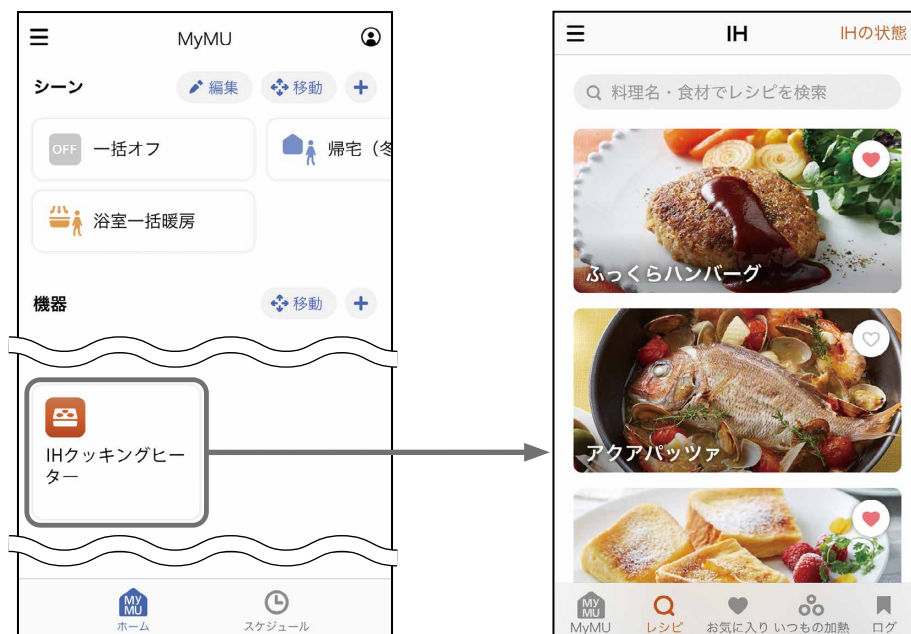 MyMU
シーン
編集
移動
OFF 一括オフ
帰宅（冬
浴室一括暖房
機器
移動
IHクッキングヒー
ター
MY
MU
ホーム
スケジュール
IH
IHの状態
料理名・食材でレシピを検索
ふっくらハンバーグ
アクアパッツァ
MY
MU
MyMU
レシピ
お気に入り
いつもの加熱
ログ